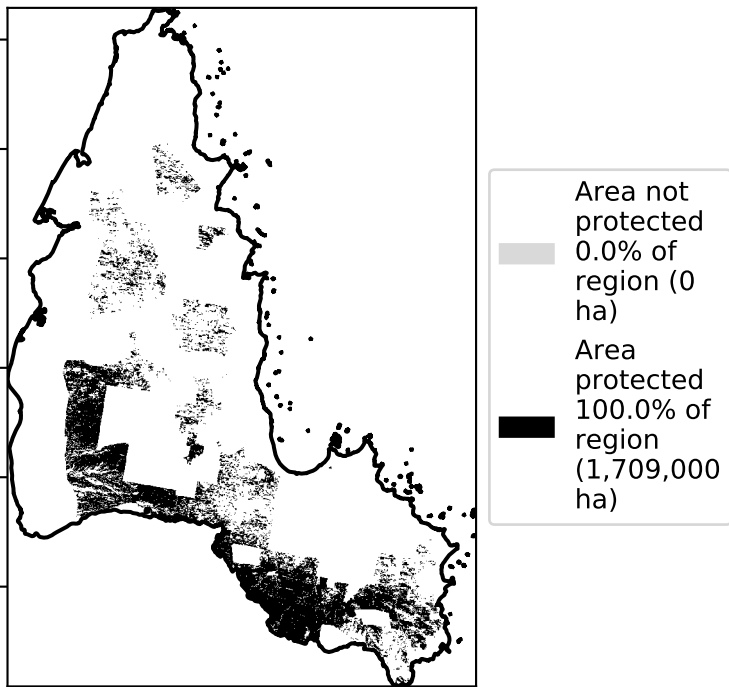 Area not
protected
0.0% of
region (0
ha)
Area
protected
100.0% of
region
(1,709,000
ha)